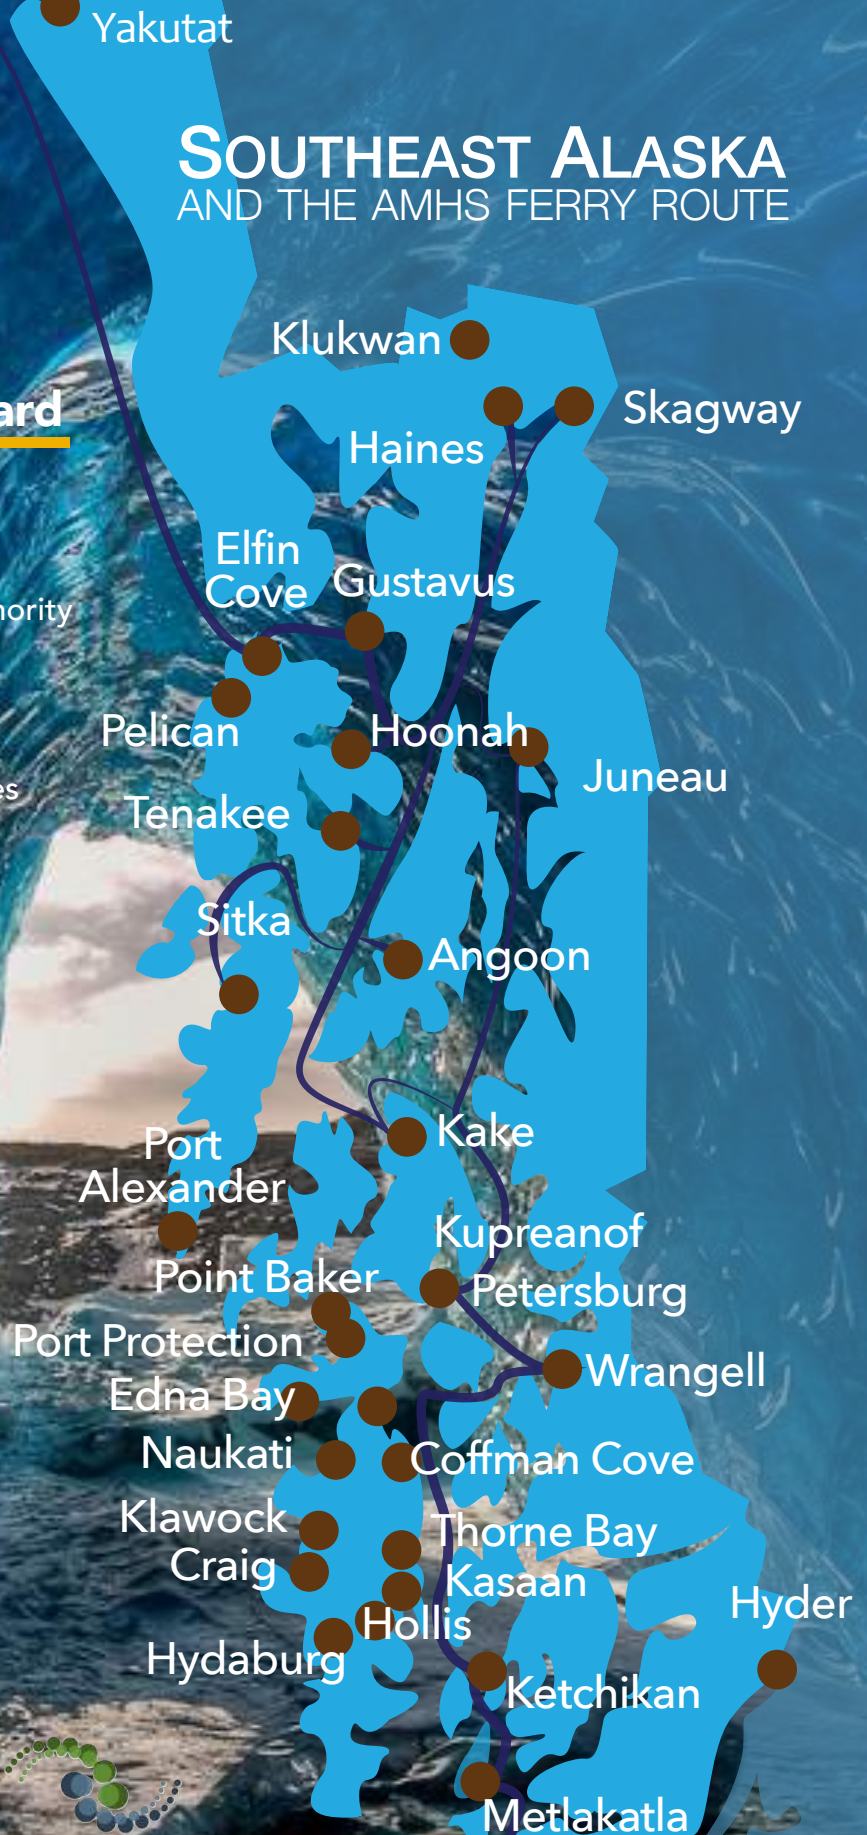 Yakutat
SOUTHEAST ALASKA
AND THE AMHS FERRY ROUTE
Klukwan
ard
Skagway
Haines
Elfin
Cove
Gustavus
hority
Pelican
Hoonah
Juneau
es
Tenakee
Sitka
Angoon
Kake
Port
Alexander
Kupreanof
Point Baker
Petersburg
Port Protection
Wrangell
Edna Bay
Naukati
Coffman Cove
Klawock
Thorne Bay
Craig
Kasaan
Hyder
Hollis
Hydaburg
Ketchikan
Metlakatla